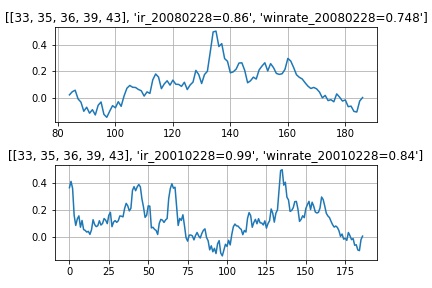 [[33, 35, 36, 39, 43], 'ir_20080228=0.86', 'winrate_20080228=0.748']
0.4
0.2
0.0
80 100 120 140 160 180
[[33, 35, 36, 39, 43], 'ir_20010228=0.99', 'winrate_20010228=0.84']
0.4
0.2
0.0
0 25 50 75 100 125 150 175